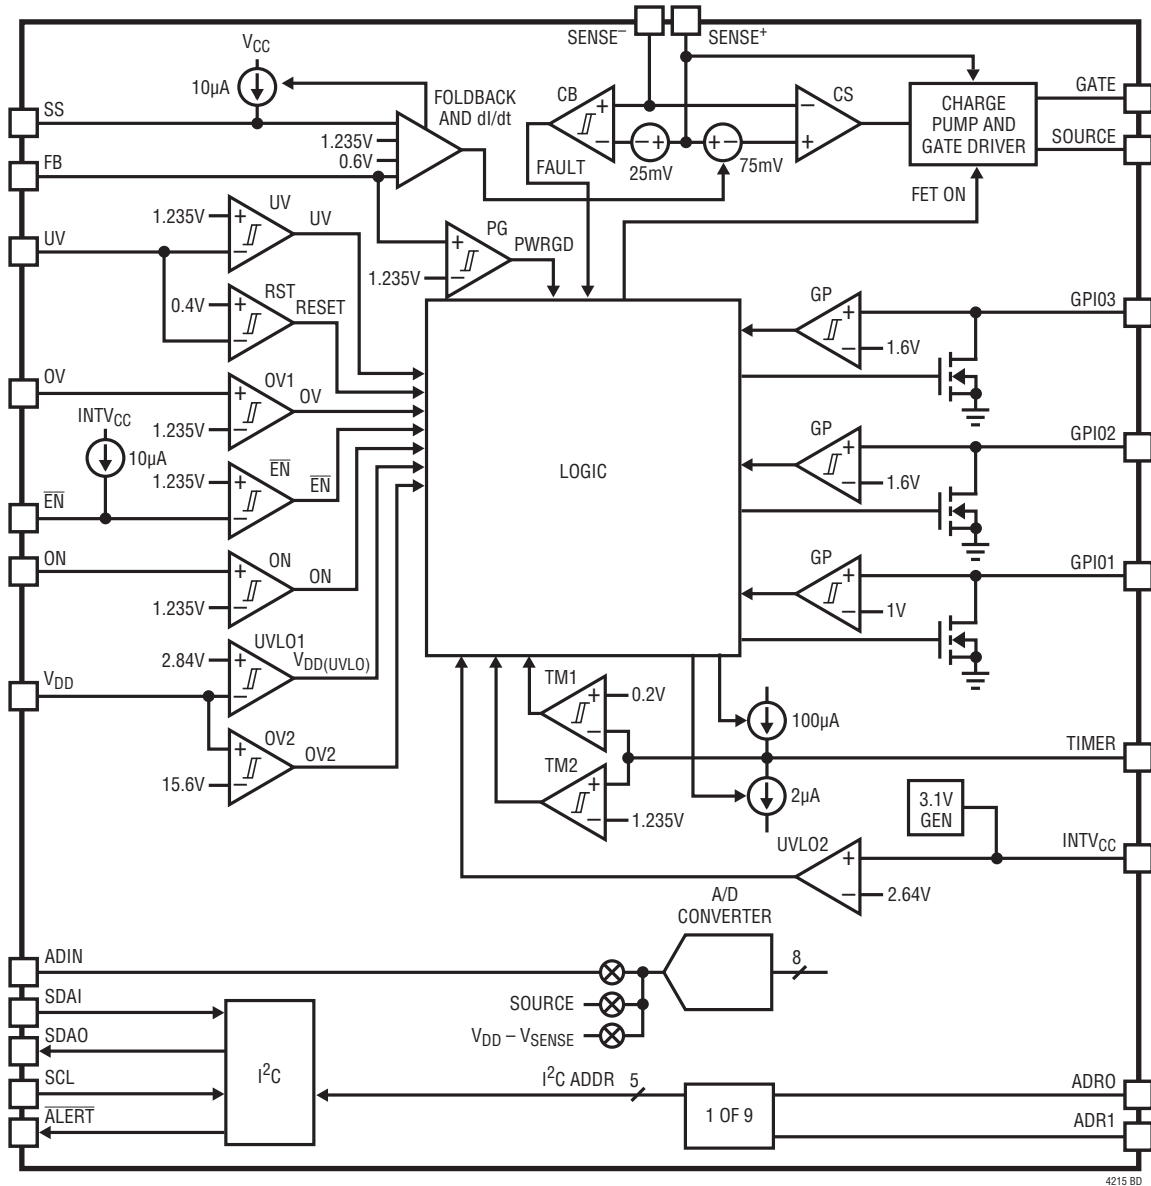 SENSE–
SENSE+
VCC
10µA
SS
FB
FOLDBACK
AND dI/dt
1.235V
0.6V
CB
+
–
FAULT
– +
25mV
+ –
75mV
CS
–
+
CHARGE
PUMP AND
GATE DRIVER
FET ON
GATE
SOURCE
UV
1.235V
+
–
UV
UV
PG
PWRGD
+
–
1.235V
0.4V
+
–
RST
RESET
OV
+
–
OV1
OV
1.235V
INTVCC
10µA
1.235V
+
–
EN
EN
EN
ON
+
–
ON
ON
1.235V
2.84V
+
–
UVLO1
VDD(UVLO)
VDD
+
–
OV2
OV2
15.6V
LOGIC
GP
+
–
1.6V
GPIO3
GP
+
–
1.6V
GPIO2
GP
+
–
1V
GPIO1
TM1
+
–
0.2V
100µA
TIMER
TM2
+
–
1.235V
2µA
3.1V
GEN
INTVCC
UVLO2
+
–
2.64V
A/D
CONVERTER
8
ADIN
SOURCE
VDD – VSENSE
SDAI
SDAO
SCL
ALERT
I2C
I2C ADDR
5
1 OF 9
ADR0
ADR1
4215 BD